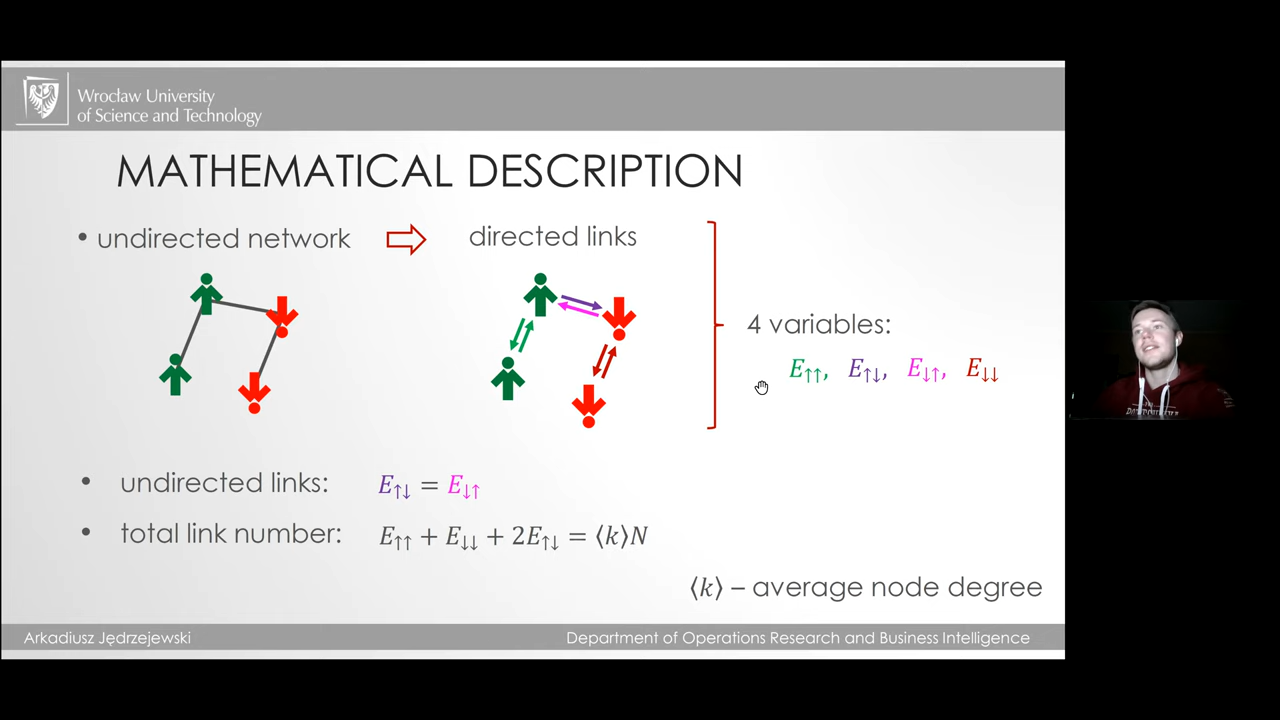 Wrocław University
of Science and Technology
MATHEMATICAL DESCRIPTION
• undirected network
directed links
4 variables:
E↑↑, E↑↓, E↓↑, E↓↓
• undirected links: E↑↓ = E↓↑
• total link number: E↑↑ + E↓↓ + 2E↑↓ = ⟨k⟩N
⟨k⟩ – average node degree
Arkadiusz Jędrzejewski
Department of Operations Research and Business Intelligence